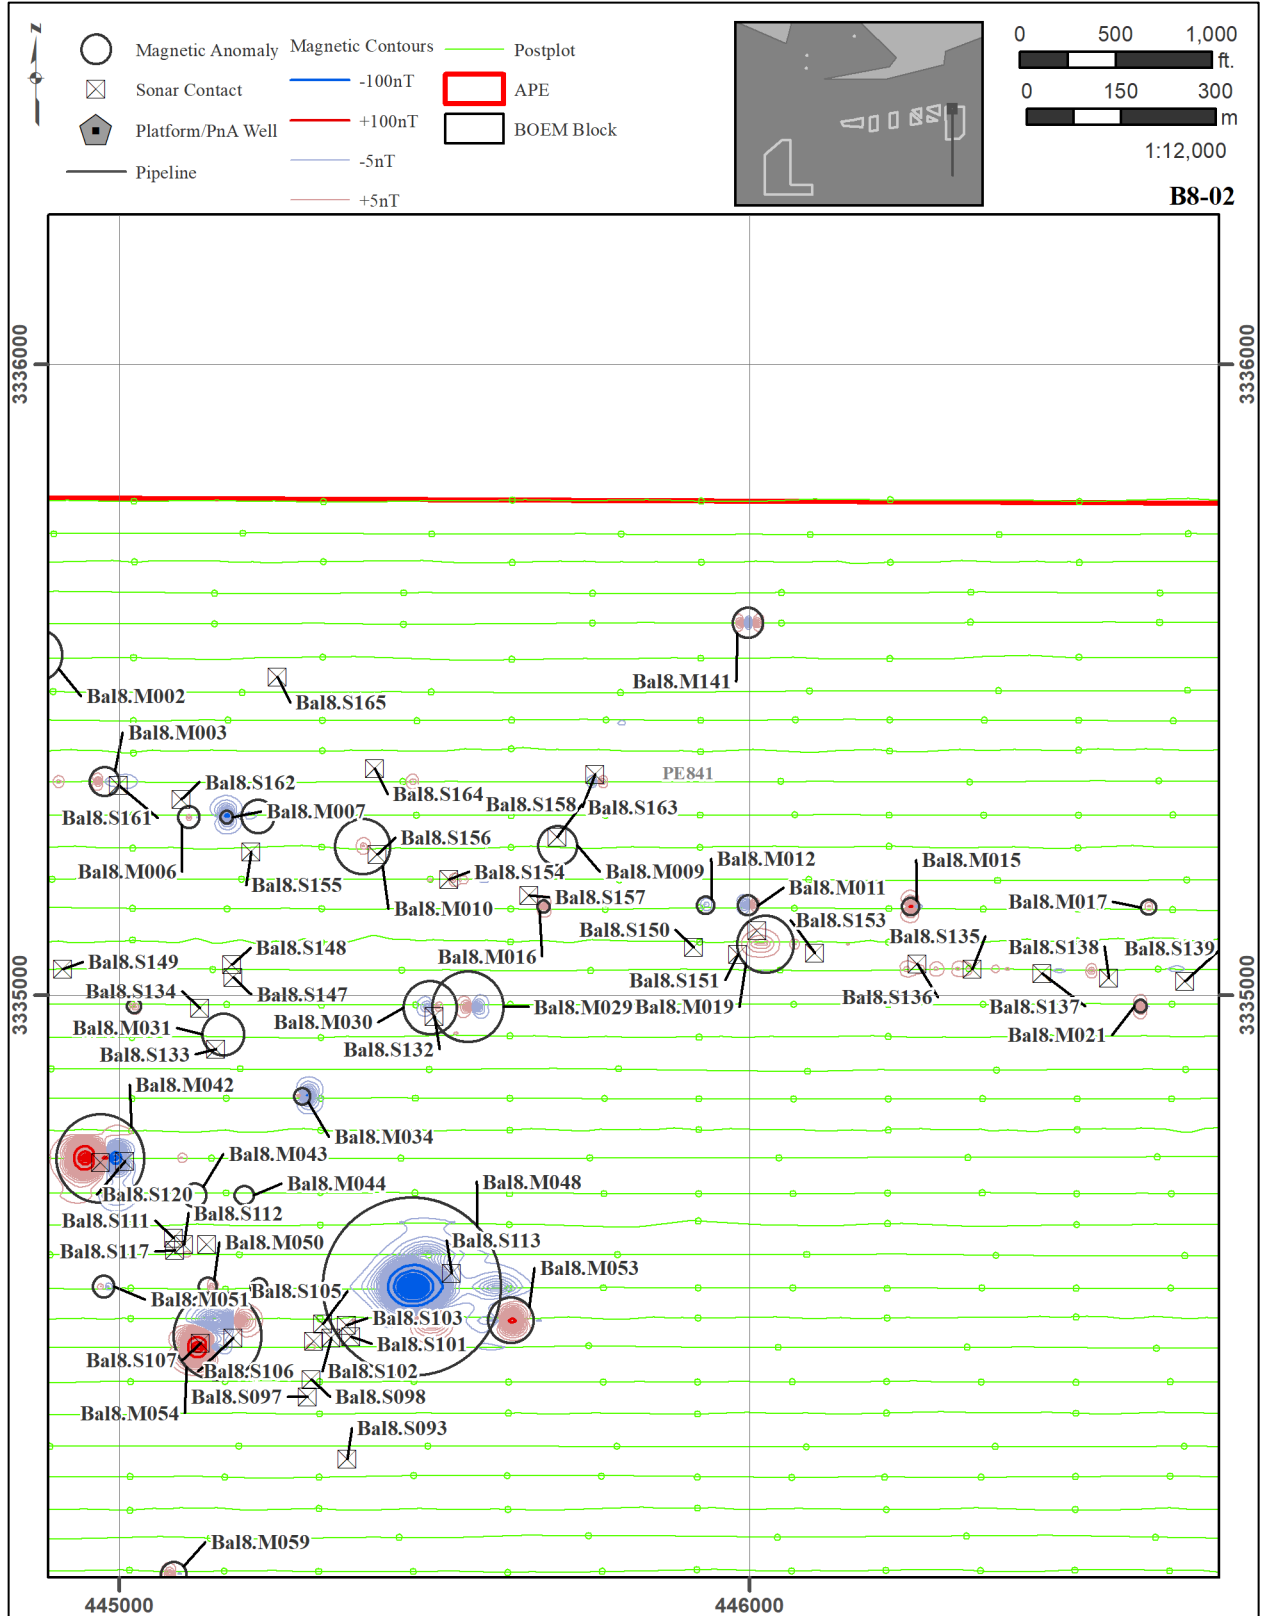 Z
Magnetic Anomaly
Sonar Contact
Platform/PnA Well
Pipeline
Magnetic Contours
-100nT
+100nT
-5nT
+5nT
Postplot
APE
BOEM Block
0 500 1,000
ft.
0 150 300
m
1:12,000
B8-02
3336000
3336000
Bal8.M141
Bal8.M002
Bal8.S165
Bal8.M003
PE841
Bal8.S162
Bal8.S164
Bal8.S158
Bal8.S163
Bal8.S161
Bal8.M007
Bal8.S156
Bal8.M006
Bal8.S155
Bal8.S154
Bal8.M009
Bal8.M012
Bal8.M015
Bal8.M011
Bal8.S157
Bal8.M017
Bal8.M010
Bal8.S153
Bal8.S150
Bal8.S135
Bal8.S148
Bal8.M016
Bal8.S138
Bal8.S139
Bal8.S149
Bal8.S151
Bal8.S147
Bal8.S136
Bal8.S134
Bal8.M029
Bal8.M019
Bal8.S137
3335000
3335000
Bal8.M031
Bal8.M030
Bal8.M021
Bal8.S133
Bal8.S132
Bal8.M042
Bal8.M034
Bal8.M043
Bal8.M044
Bal8.M048
Bal8.S120
Bal8.S112
Bal8.S111
Bal8.S117
Bal8.M050
Bal8.S113
Bal8.M053
Bal8.M051
Bal8.S105
Bal8.S103
Bal8.S101
Bal8.S107
Bal8.S106
Bal8.S102
Bal8.S097
Bal8.S098
Bal8.M054
Bal8.S093
Bal8.M059
445000
446000